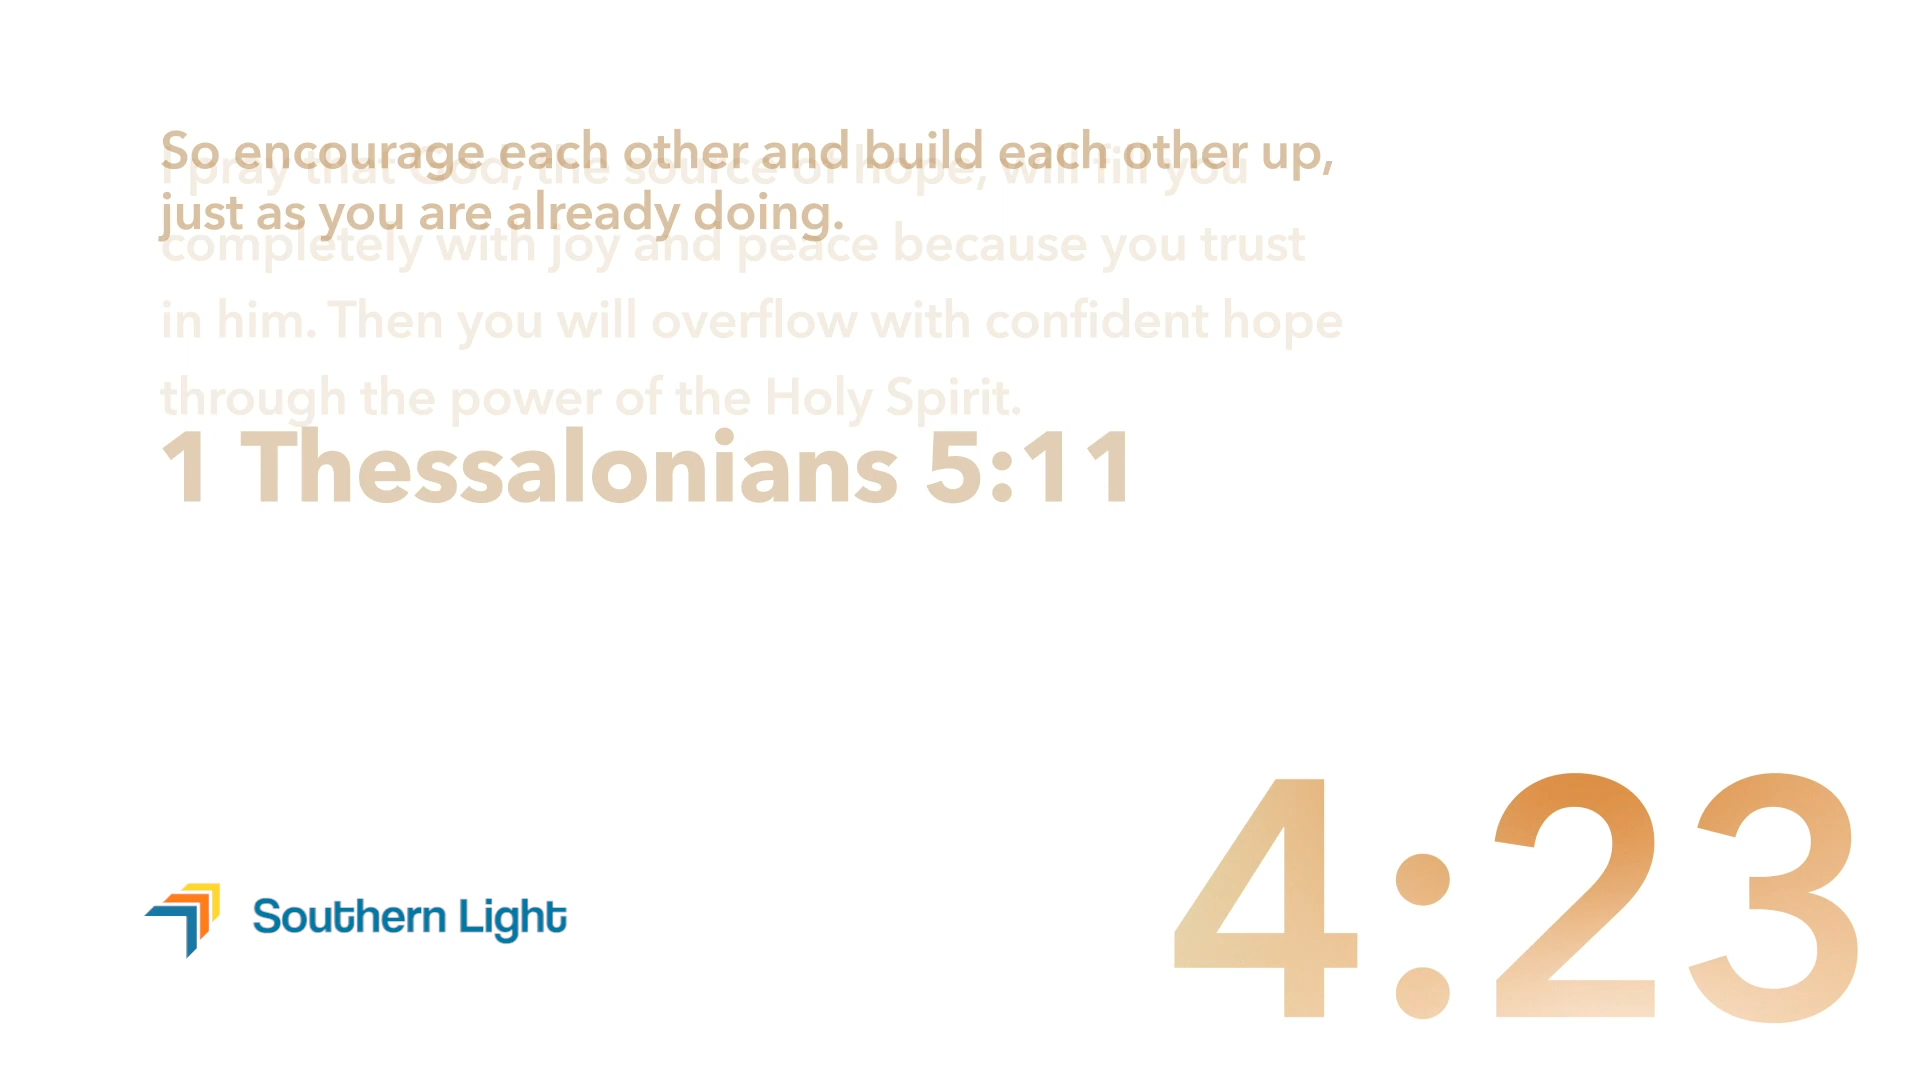 So encourage each other and build each other up,
just as you are already doing.
I pray that God, the source of hope, will fill you
completely with joy and peace because you trust
in him. Then you will overflow with confident hope
through the power of the Holy Spirit.
1 Thessalonians 5:11
Southern Light
4:23